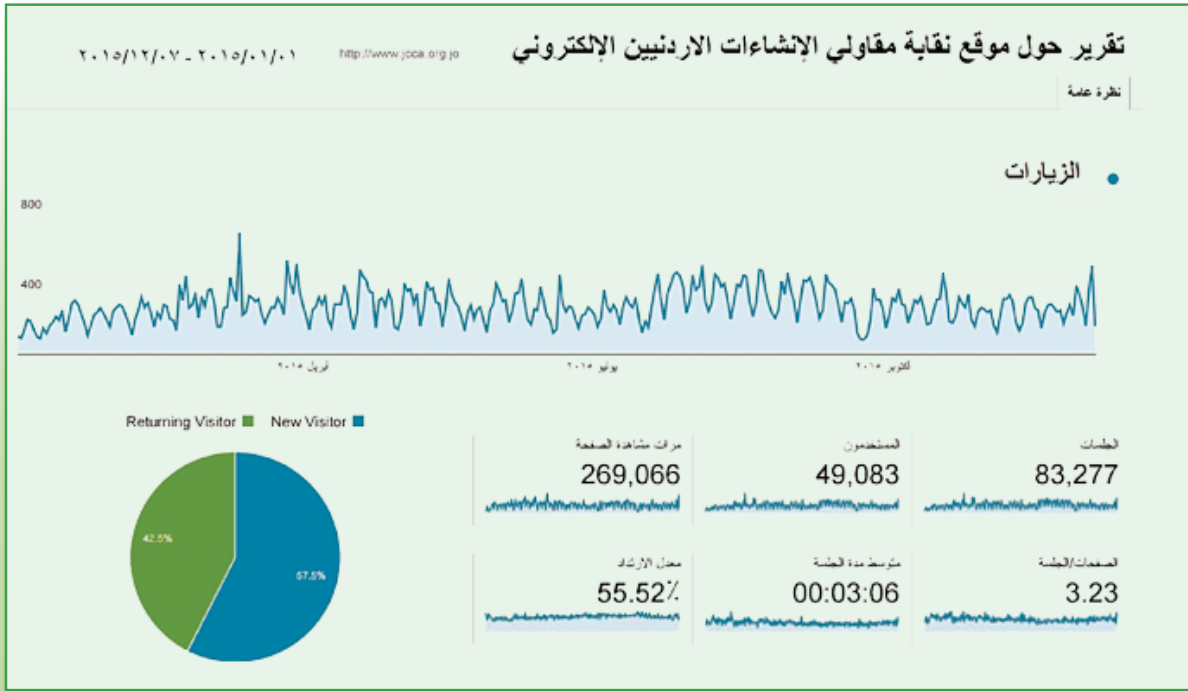 تقرير حول موقع نقابة مقاولي الإنشاءات الاردنيين الإلكتروني
http://www.jcca.org.jo
٢٠١٥/١٢/٠٧ - ٢٠١٥/٠١/٠١
نظرة عامة
الزيارات
800
400
أبريل ٢٠١٥
يوليو ٢٠١٥
أكتوبر ٢٠١٥
Returning Visitor
New Visitor
42.5%
57.5%
الجلسات
83,277
المستخدمون
49,083
مرات مشاهدة الصفحة
269,066
الصفحات/الجلسة
3.23
متوسط مدة الجلسة
00:03:06
معدل الارتداد
55.52٪